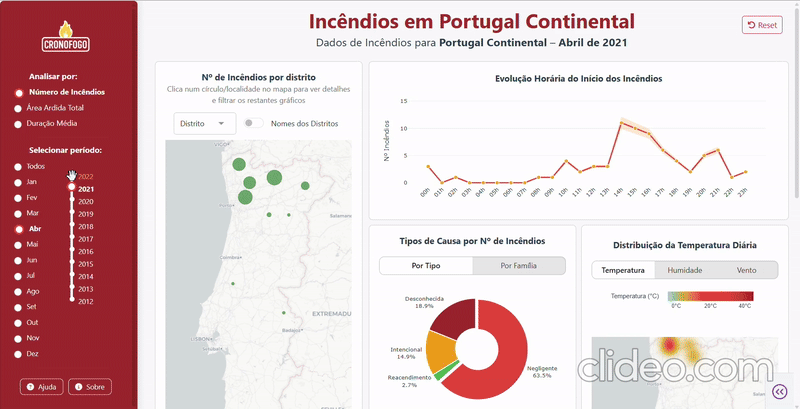 CRONOFOGO
Analisar por:
Número de Incêndios
Área Ardida Total
Duração Média
Selecionar período:
Todos
Jan
Fev
Mar
Abr
Mai
Jun
Jul
Ago
Set
Out
Nov
Dez
2022
2021
2020
2019
2018
2017
2016
2015
2014
2013
2012
Ajuda
Sobre
Incêndios em Portugal Continental
Dados de Incêndios para Portugal Continental – Abril de 2021
Reset
Nº de Incêndios por distrito
Clica num círculo/localidade no mapa para ver detalhes
e filtrar os restantes gráficos
Distrito
Nomes dos Distritos
Coimbra
EXTREMADU
Badajoz
LISBON
Setúbal
Salaman
Evolução Horária do Início dos Incêndios
Nº Incêndios
15
10
5
0
00h 01h 02h 03h 04h 05h 06h 07h 08h 09h 10h 11h 12h 13h 14h 15h 16h 17h 18h 19h 20h 21h 22h 23h
Tipos de Causa por Nº de Incêndios
Por Tipo
Por Família
Desconhecida
18.9%
Intencional
14.9%
Reacendimento
2.7%
Negligente
63.5%
Distribuição da Temperatura Diária
Temperatura
Humidade
Vento
Temperatura (°C)
0°C
20°C
40°C
clideo.com